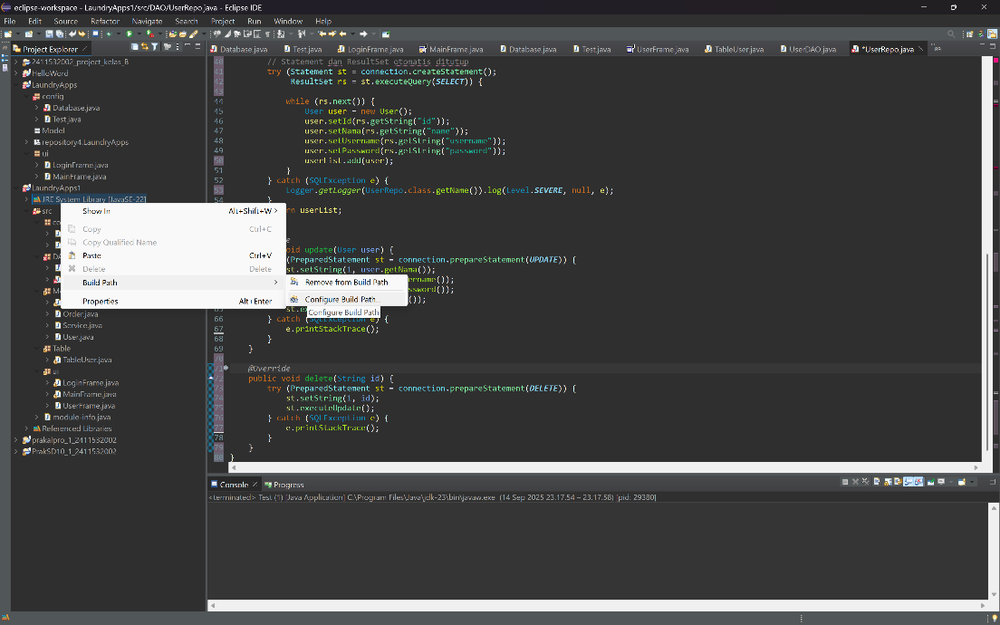 eclipse-workspace - LaundryApps1/src/DAO/UserRepo.java - Eclipse IDE
File Edit Source Refactor Navigate Search Project Run Window Help
Project Explorer
Database.java Test.java LoginFrame.java MainFrame.java Database.java Test.java UserFrame.java TableUser.java UserDAO.java *UserRepo.java
2411532002_project_kelas_B
HelloWord
LaundryApps
config
Database.java
Test.java
Model
repository4.LaundryApps
ui
LoginFrame.java
MainFrame.java
LaundryApps1
JRE System Library [JavaSE-22]
src
Order.java
Service.java
User.java
Table
TableUser.java
ui
LoginFrame.java
MainFrame.java
UserFrame.java
module-info.java
Referenced Libraries
prakalpro_1_2411532002
PrakSD10_1_2411532002
Show In Alt+Shift+W
Copy Ctrl+C
Copy Qualified Name
Paste Ctrl+V
Delete Delete
Build Path
Properties Alt+Enter
Remove from Build Path
Configure Build Path...
Configure Build Path
40 // Statement dan ResultSet otomatis ditutup
41 try (Statement st = connection.createStatement();
42 ResultSet rs = st.executeQuery(SELECT)) {
43
44 while (rs.next()) {
45 User user = new User();
46 user.setId(rs.getString("id"));
47 user.setNama(rs.getString("name"));
48 user.setUsername(rs.getString("username"));
49 user.setPassword(rs.getString("password"));
50 userList.add(user);
51 }
52 } catch (SQLException e) {
53 Logger.getLogger(UserRepo.class.getName()).log(Level.SEVERE, null, e);
54 }
rn userList;
e
oid update(User user) {
(PreparedStatement st = connection.prepareStatement(UPDATE)) {
st.setString(1, user.getNama());
ername());
ssword());
());
65 st.ex
66 } catch (SQLException e) {
67 e.printStackTrace();
68 }
69 }
70
71 @Override
72 public void delete(String id) {
73 try (PreparedStatement st = connection.prepareStatement(DELETE)) {
74 st.setString(1, id);
75 st.executeUpdate();
76 } catch (SQLException e) {
77 e.printStackTrace();
78 }
79 }
80 }
Console Progress
<terminated> Test (1) [Java Application] C:\Program Files\Java\jdk-23\bin\javaw.exe (14 Sep 2025 23.17.54 – 23.17.58) [pid: 29380]